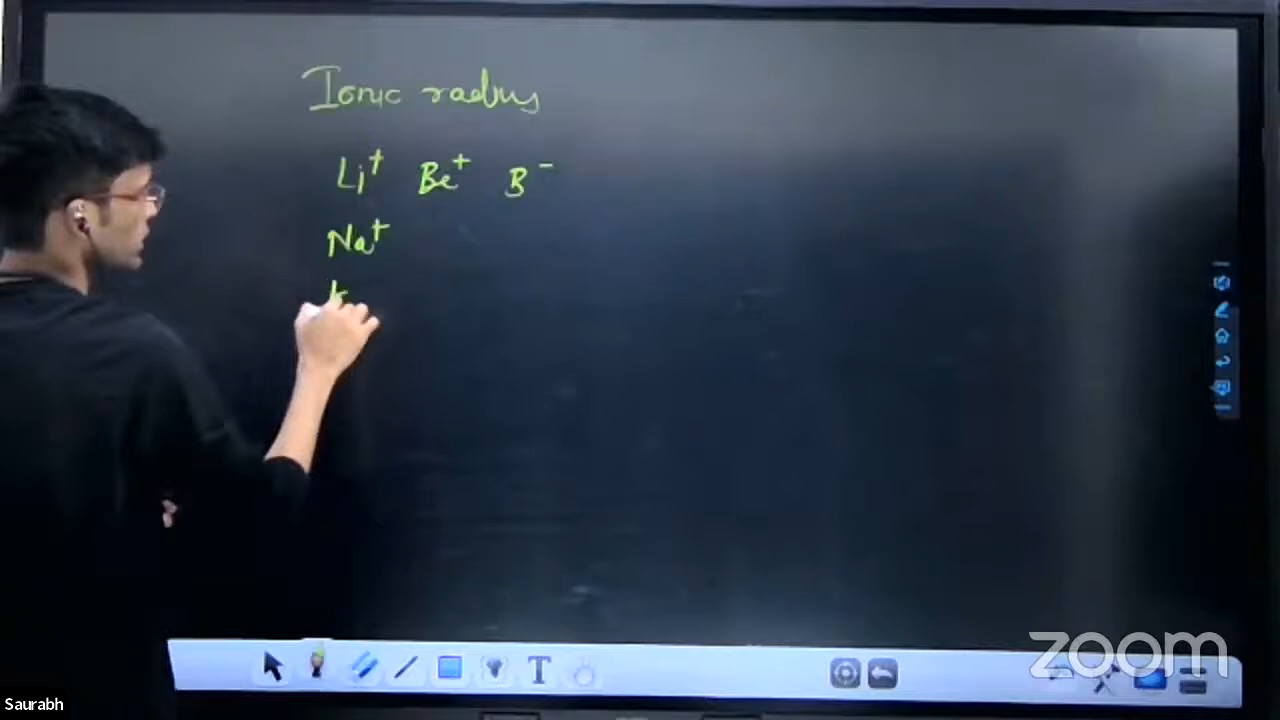 Ionic radius
Li⁺ Be⁺ B⁻
Na⁺
k
T
zoom
Saurabh